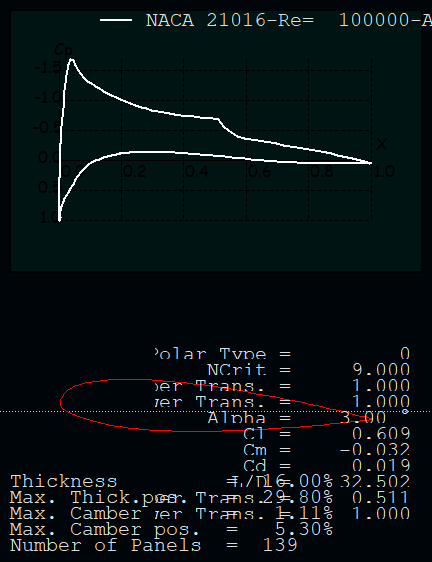 NACA 21016-Re= 100000-A
Cp
-1.5
-1.0
-0.5
X
0.0
0.0 0.2 0.4 0.6 0.8 1.0
0.5
1.0
Polar Type = 0
NCrit = 9.000
per Trans. = 1.000
wer Trans. = 1.000
Alpha = 3.00 °
Cl = 0.609
Cm = -0.032
Cd = 0.019
L/D 32.502
Thickness = 16.00%
per Trans. = 0.511
Max. Thick.pos. = 29.80%
wer Trans. = 1.000
Max. Camber = 1.11%
Max. Camber pos. = 5.30%
Number of Panels = 139